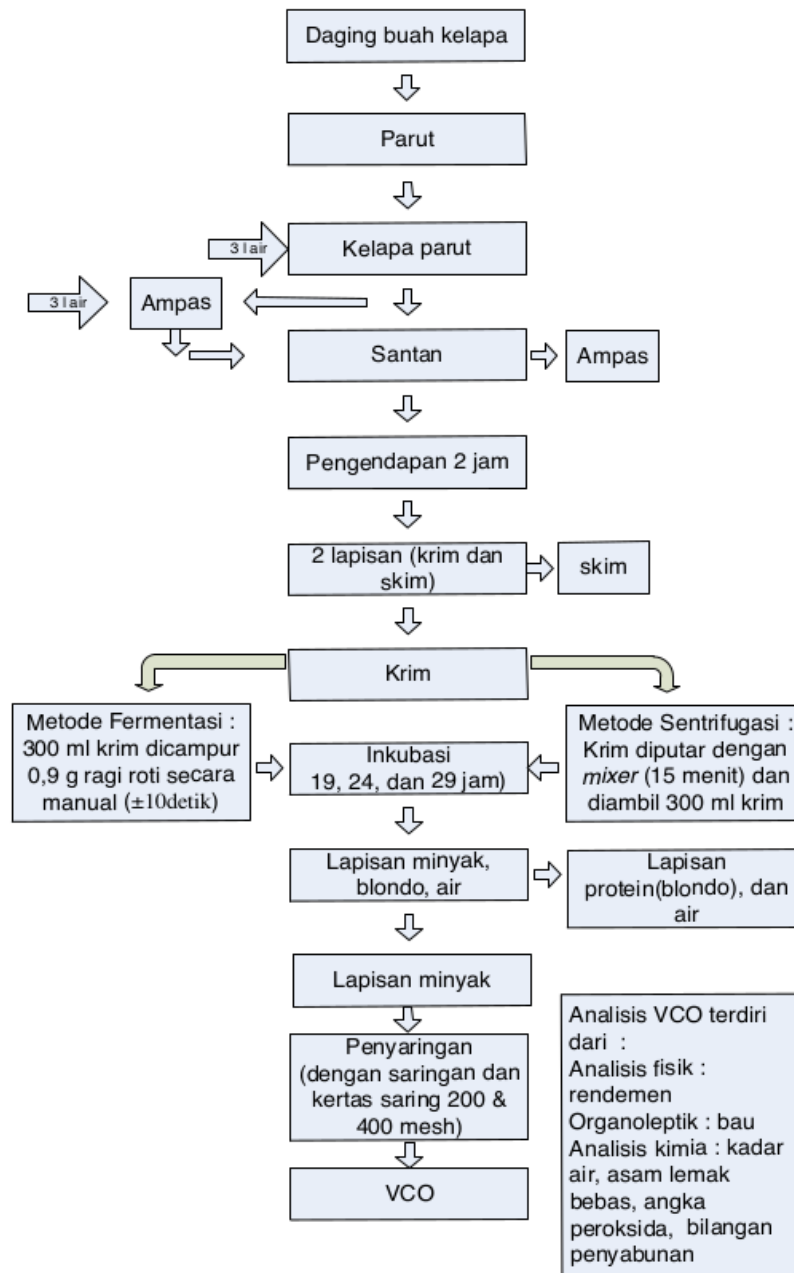 Daging buah kelapa
Parut
3 l air
Kelapa parut
3 l air
Ampas
Santan
Ampas
Pengendapan 2 jam
2 lapisan (krim dan
skim)
skim
Krim
Metode Fermentasi :
300 ml krim dicampur
0,9 g ragi roti secara
manual (±10detik)
Inkubasi
19, 24, dan 29 jam)
Metode Sentrifugasi :
Krim diputar dengan
mixer (15 menit) dan
diambil 300 ml krim
Lapisan minyak,
blondo, air
Lapisan
protein(blondo), dan
air
Lapisan minyak
Penyaringan
(dengan saringan dan
kertas saring 200 &
400 mesh)
VCO
Analisis VCO terdiri
dari :
Analisis fisik :
rendemen
Organoleptik : bau
Analisis kimia : kadar
air, asam lemak
bebas, angka
peroksida, bilangan
penyabunan